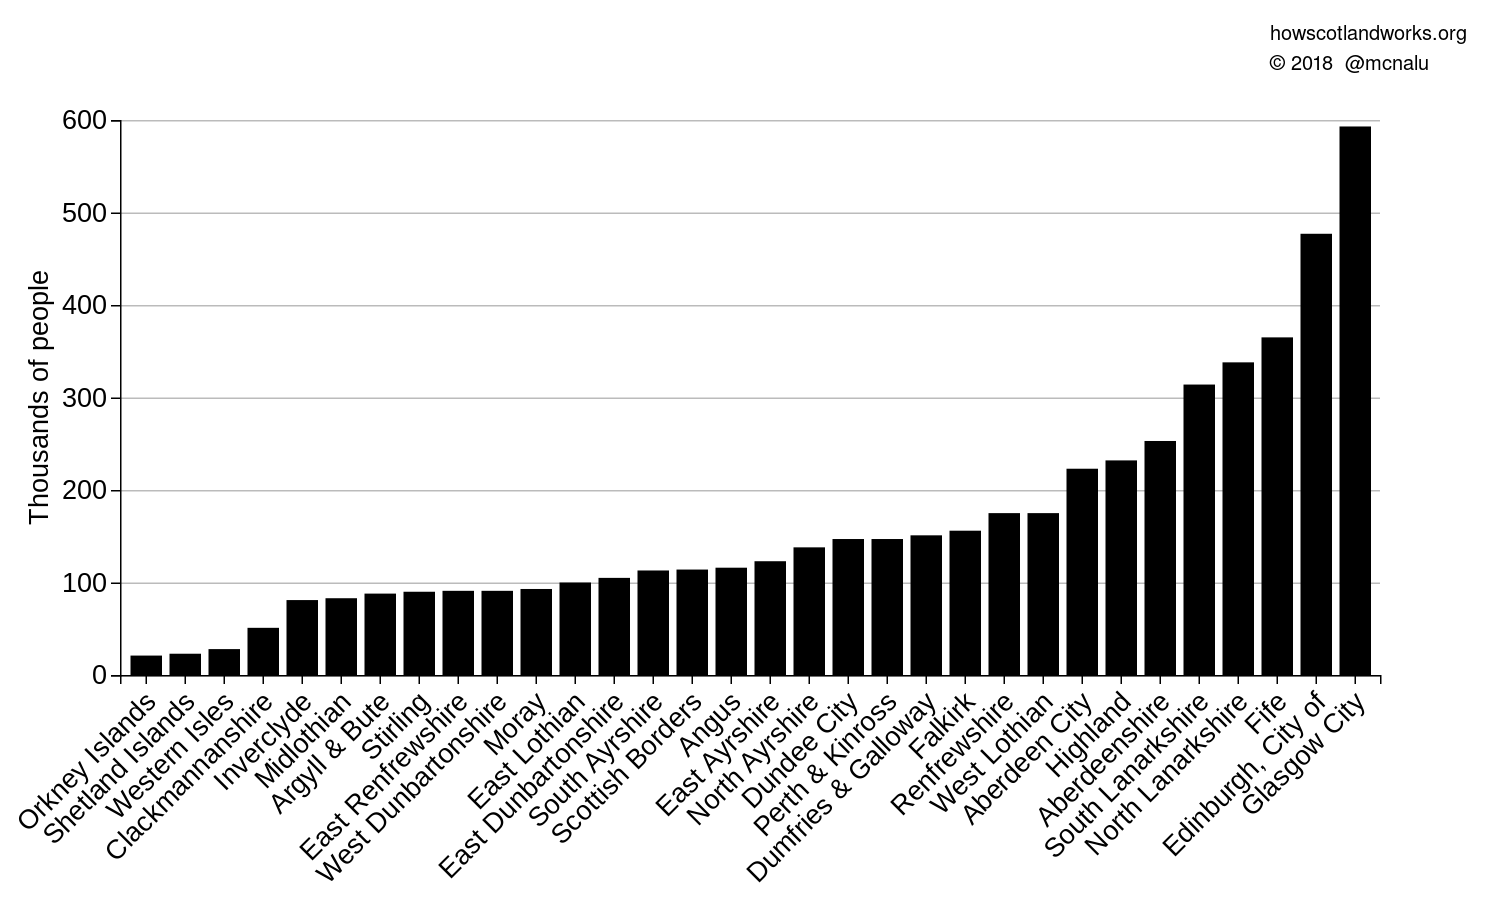 howscotlandworks.org
© 2018 @mcnalu
600
500
400
300
200
100
0
Thousands of people
Orkney Islands
Shetland Islands
Western Isles
Clackmannanshire
Inverclyde
Midlothian
Argyll & Bute
Stirling
East Renfrewshire
West Dunbartonshire
Moray
East Lothian
East Dunbartonshire
South Ayrshire
Scottish Borders
Angus
East Ayrshire
North Ayrshire
Dundee City
Perth & Kinross
Dumfries & Galloway
Falkirk
Renfrewshire
West Lothian
Aberdeen City
Highland
Aberdeenshire
South Lanarkshire
North Lanarkshire
Fife
Edinburgh, City of
Glasgow City